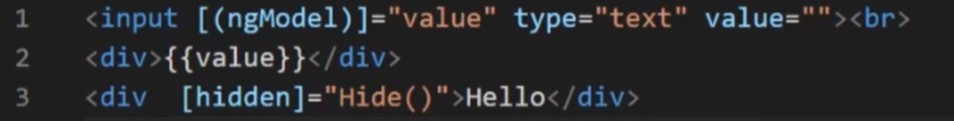 1 <input [(ngModel)]="value" type="text" value=""><br>
2 <div>{{value}}</div>
3 <div  [hidden]="Hide()">Hello</div>